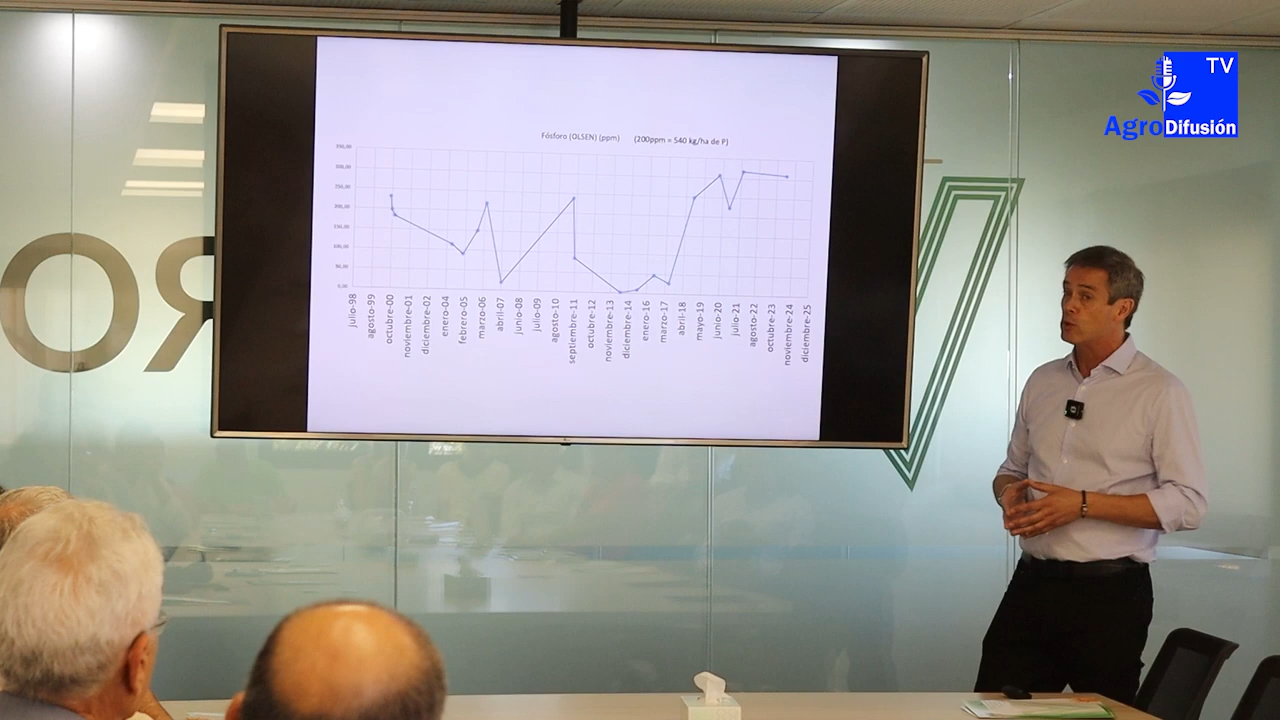 TV
AgroDifusión
Fósforo (OLSEN) (ppm) (200ppm = 540 kg/ha de P)
350,00
300,00
250,00
200,00
150,00
100,00
50,00
0,00
julio-98
agosto-99
octubre-00
noviembre-01
diciembre-02
enero-04
febrero-05
marzo-06
abril-07
junio-08
julio-09
agosto-10
septiembre-11
octubre-12
noviembre-13
diciembre-14
enero-16
marzo-17
abril-18
mayo-19
junio-20
julio-21
agosto-22
octubre-23
noviembre-24
diciembre-25